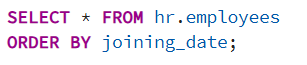 SELECT * FROM hr.employees
ORDER BY joining_date;